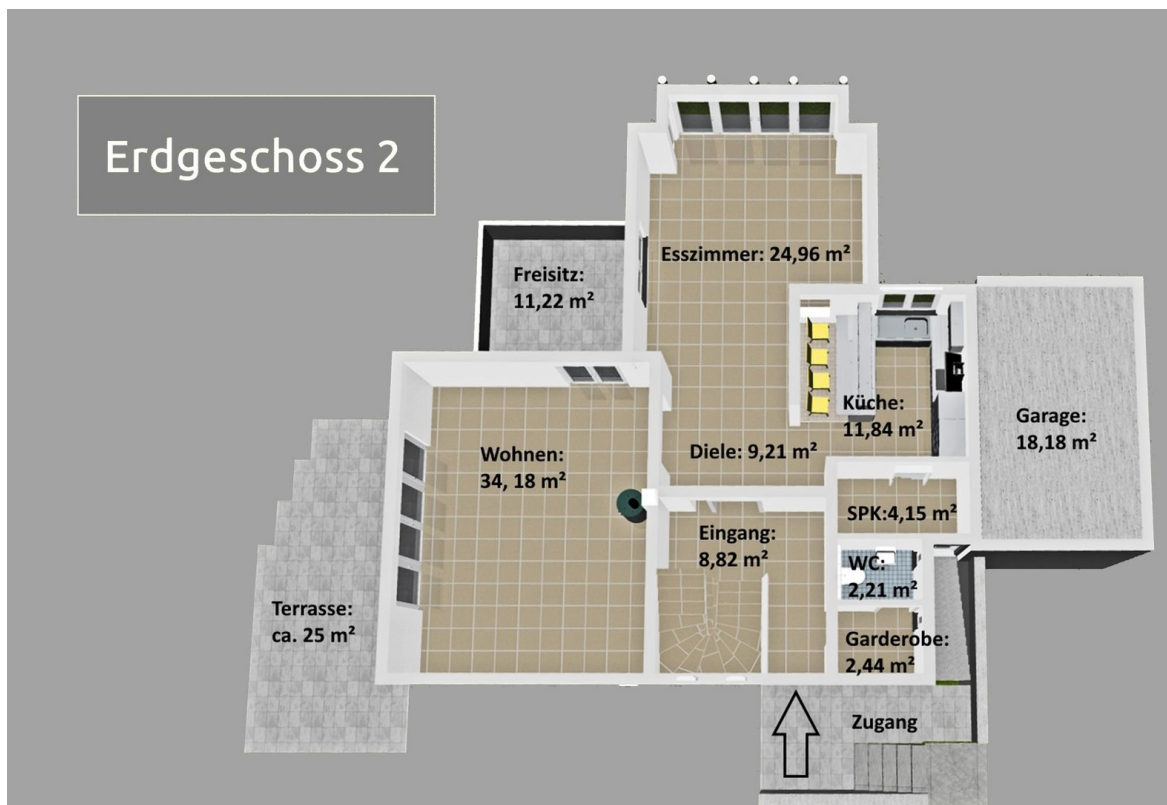 Erdgeschoss 2
Esszimmer: 24,96 m²
Freisitz:
11,22 m²
Küche:
11,84 m²
Garage:
18,18 m²
Wohnen:
34, 18 m²
Diele: 9,21 m²
SPK:4,15 m²
Eingang:
8,82 m²
WC:
2,21 m²
Terrasse:
ca. 25 m²
Garderobe:
2,44 m²
Zugang